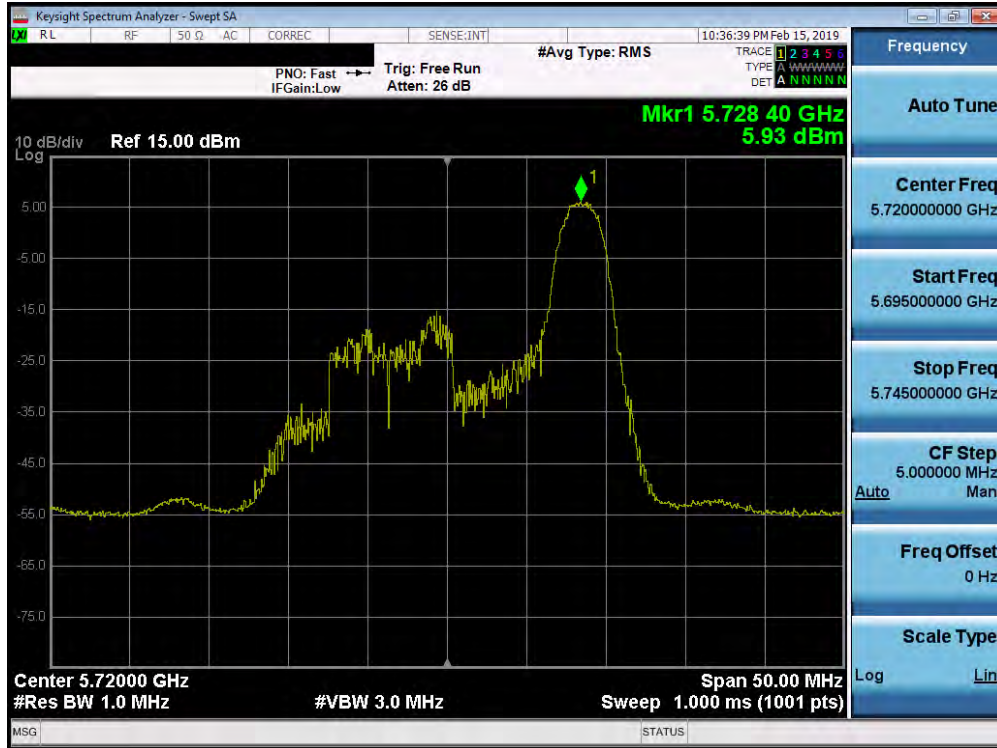 Keysight Spectrum Analyzer - Swept SA
LXI RL RF 50 Ω AC CORREC SENSE:INT 10:36:39 PM Feb 15, 2019
#Avg Type: RMS
TRACE 1 2 3 4 5 6
TYPE A WWWWW
DET A N N N N N
PNO: Fast
IFGain:Low
Trig: Free Run
Atten: 26 dB
Mkr1 5.728 40 GHz
5.93 dBm
10 dB/div Ref 15.00 dBm
Log
1
5.00
-5.00
-15.0
-25.0
-35.0
-45.0
-55.0
-65.0
-75.0
Center 5.72000 GHz Span 50.00 MHz
#Res BW 1.0 MHz #VBW 3.0 MHz Sweep 1.000 ms (1001 pts)
MSG STATUS
Frequency
Auto Tune
Center Freq
5.720000000 GHz
Start Freq
5.695000000 GHz
Stop Freq
5.745000000 GHz
CF Step
5.000000 MHz
Auto Man
Freq Offset
0 Hz
Scale Type
Log Lin